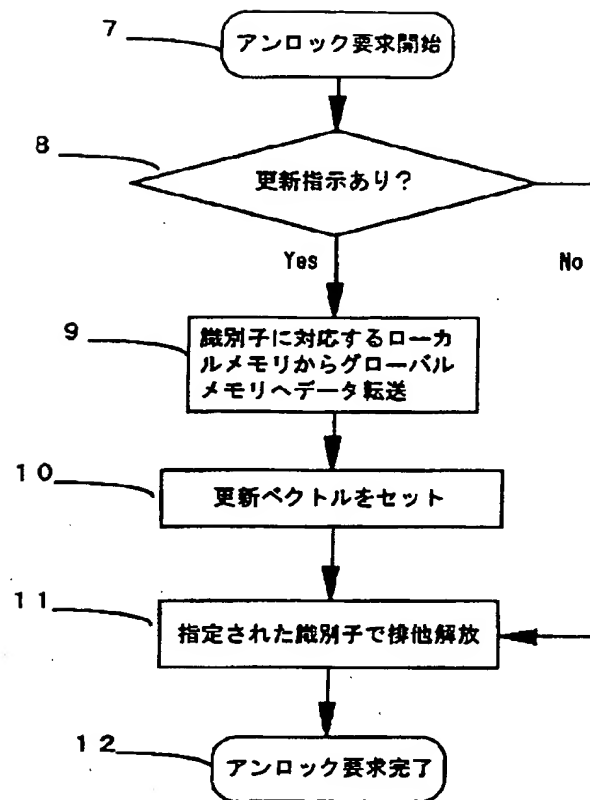 7
アンロック要求開始
8
更新指示あり?
Yes
No
9
識別子に対応するローカ
ルメモリからグローバル
メモリへデータ転送
10
更新ベクトルをセット
11
指定された識別子で排他解放
12
アンロック要求完了